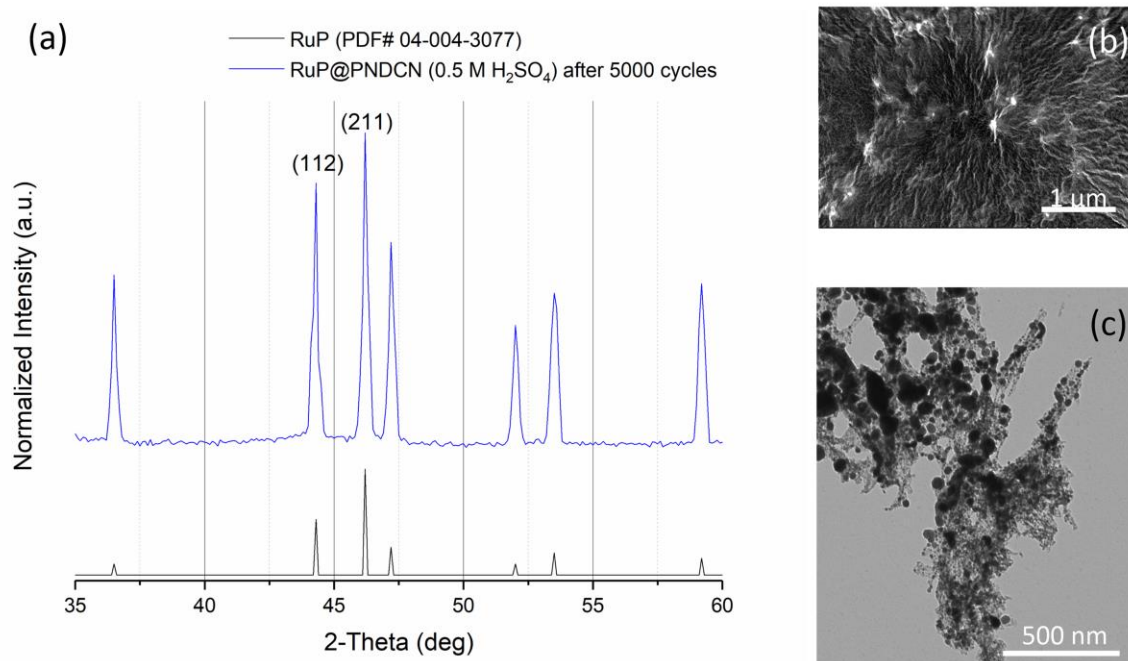 (a)
RuP (PDF# 04-004-3077)
RuP@PNDCN (0.5 M H₂SO₄) after 5000 cycles
(211)
(112)
Normalized Intensity (a.u.)
35 40 45 50 55 60
2-Theta (deg)
(b)
1 µm
(c)
500 nm